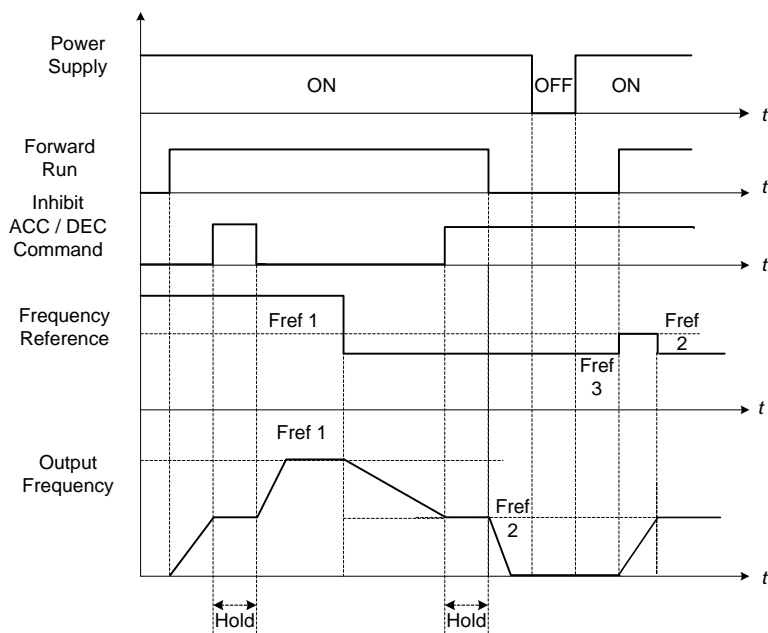 Power
Supply
ON
OFF
ON
t
Forward
Run
t
Inhibit
ACC / DEC
Command
t
Frequency
Reference
Fref 1
Fref
2
Fref
3
t
Fref 1
Output
Frequency
Fref
2
t
Hold
Hold